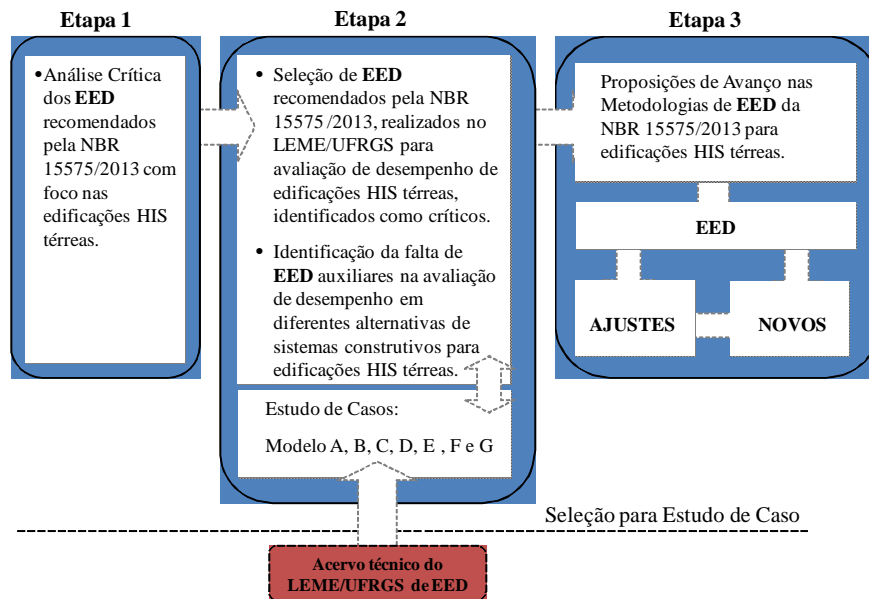 Etapa 1
•Análise Crítica
dos EED
recomendados
pela NBR
15575/2013 com
foco nas
edificações HIS
térreas.
Etapa 2
• Seleção de EED
recomendados pela NBR
15575 /2013, realizados no
LEME/UFRGS para
avaliação de desempenho de
edificações HIS térreas,
identificados como críticos.
• Identificação da falta de
EED auxiliares na avaliação
de desempenho em
diferentes alternativas de
sistemas construtivos para
edificações HIS térreas.
Estudo de Casos:
Modelo A, B, C, D, E , F e G
Etapa 3
Proposições de Avanço nas
Metodologias de EED da
NBR 15575/2013 para
edificações HIS térreas.
EED
AJUSTES
NOVOS
Seleção para Estudo de Caso
Acervo técnico do
LEME/UFRGS de EED